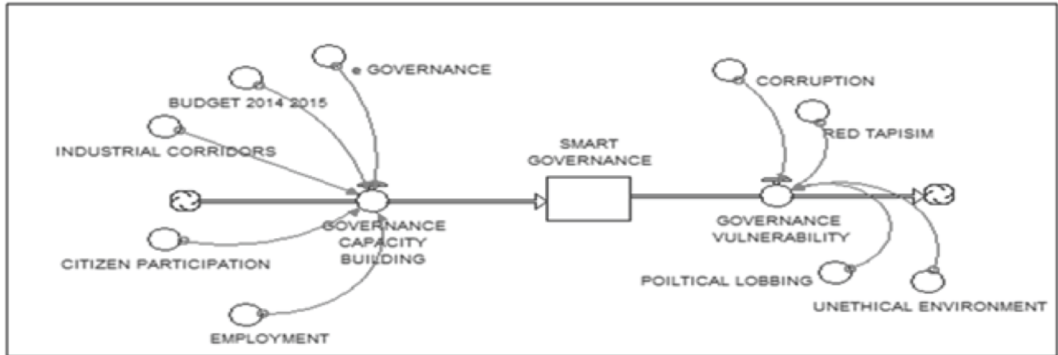 e GOVERNANCE
CORRUPTION
BUDGET 2014 2015
RED TAPISIM
INDUSTRIAL CORRIDORS
SMART
GOVERNANCE
GOVERNANCE
CAPACITY
BUILDING
GOVERNANCE
VULNERABILITY
CITIZEN PARTICIPATION
POILTICAL LOBBING
UNETHICAL ENVIRONMENT
EMPLOYMENT